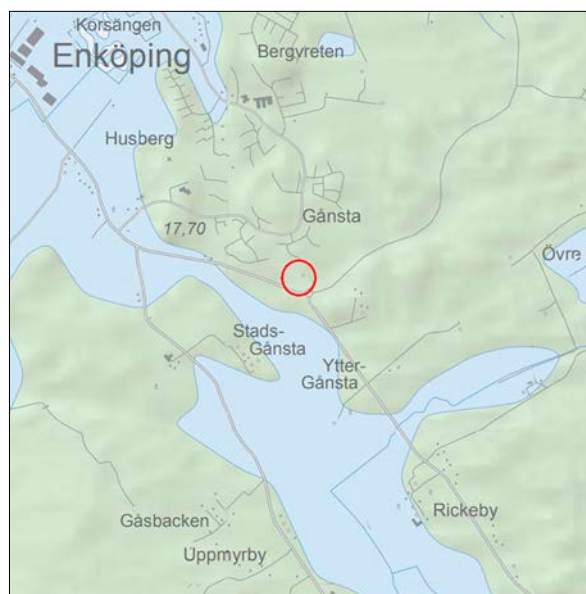 Korsängen
Enköping
Bergvreten
Husberg
Gånsta
17,70
Övre
Stads-
Gånsta
Ytter-
Gånsta
Rickeby
Gåsbacken
Uppmyrby